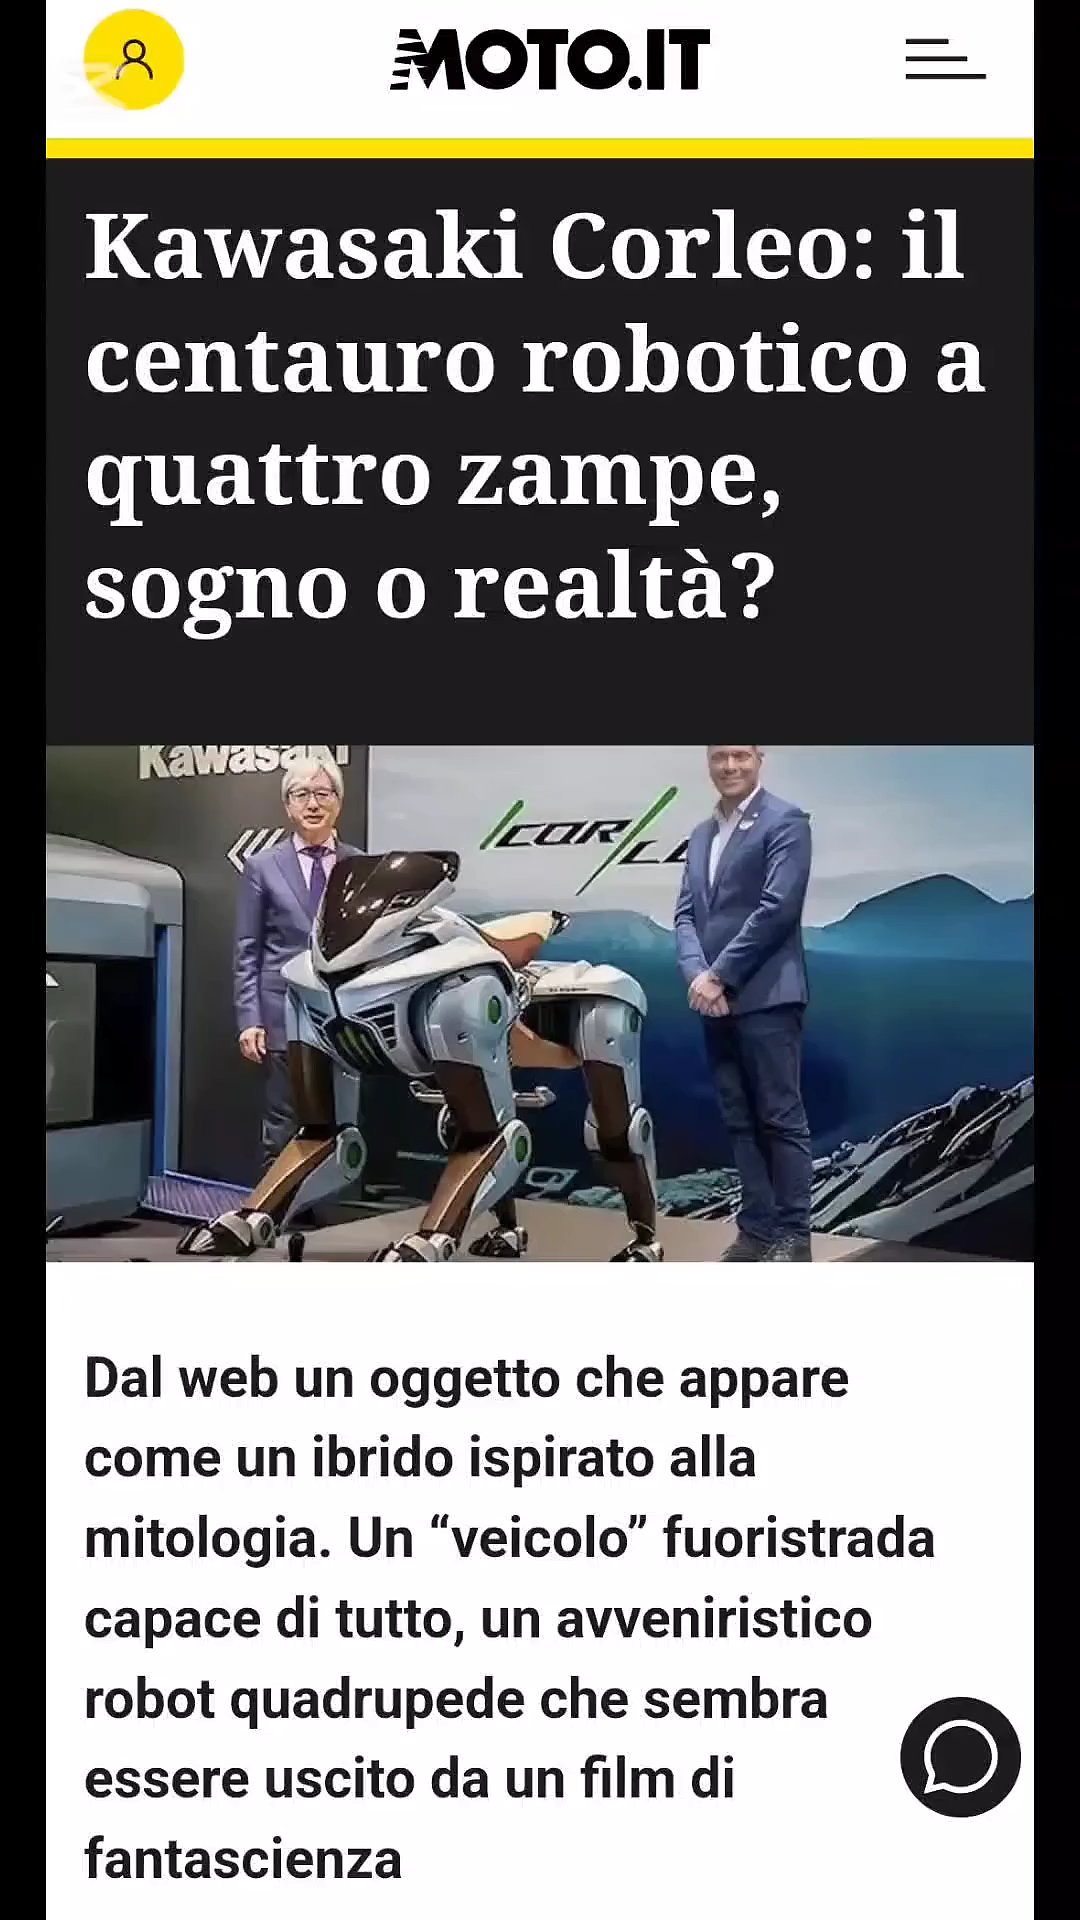 MOTO.IT
Kawasaki Corleo: il
centauro robotico a
quattro zampe,
sogno o realtà?
Kawasaki
Dal web un oggetto che appare
come un ibrido ispirato alla
mitologia. Un “veicolo” fuoristrada
capace di tutto, un avveniristico
robot quadrupede che sembra
essere uscito da un film di
fantascienza